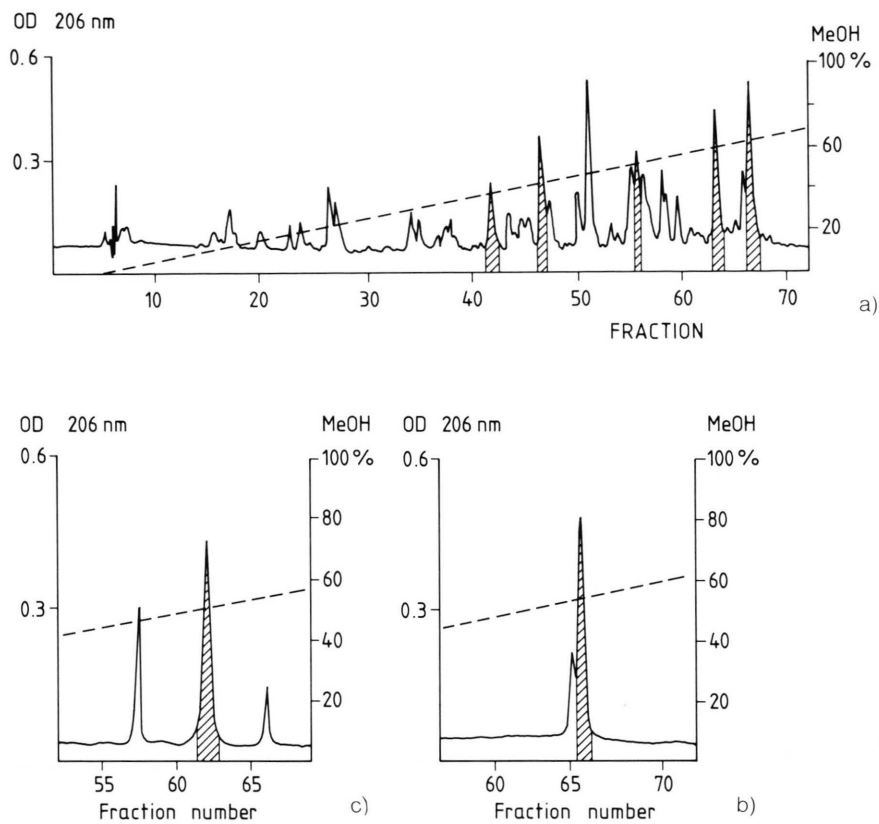 OD 206 nm
MeOH
0.6
100 %
0.3
60
20
10 20 30 40 50 60 70
FRACTION
a)
OD 206 nm MeOH
0.6
100 %
80
60
0.3
40
20
55 60 65
Fraction number
c)
OD 206 nm MeOH
0.6
100 %
80
60
0.3
40
20
60 65 70
Fraction number
b)